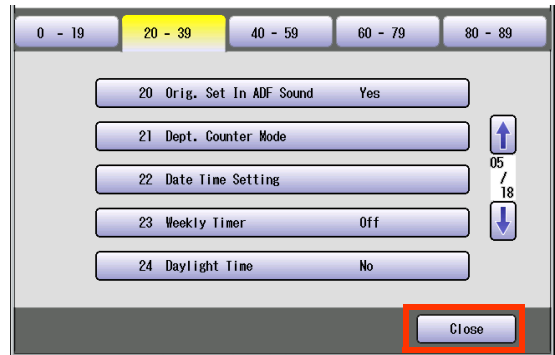 0 - 19 20 - 39 40 - 59 60 - 79 80 - 89
20 Orig. Set In ADF Sound Yes
21 Dept. Counter Mode
22 Date Time Setting
23 Weekly Timer Off
24 Daylight Time No
05
/
18
Close